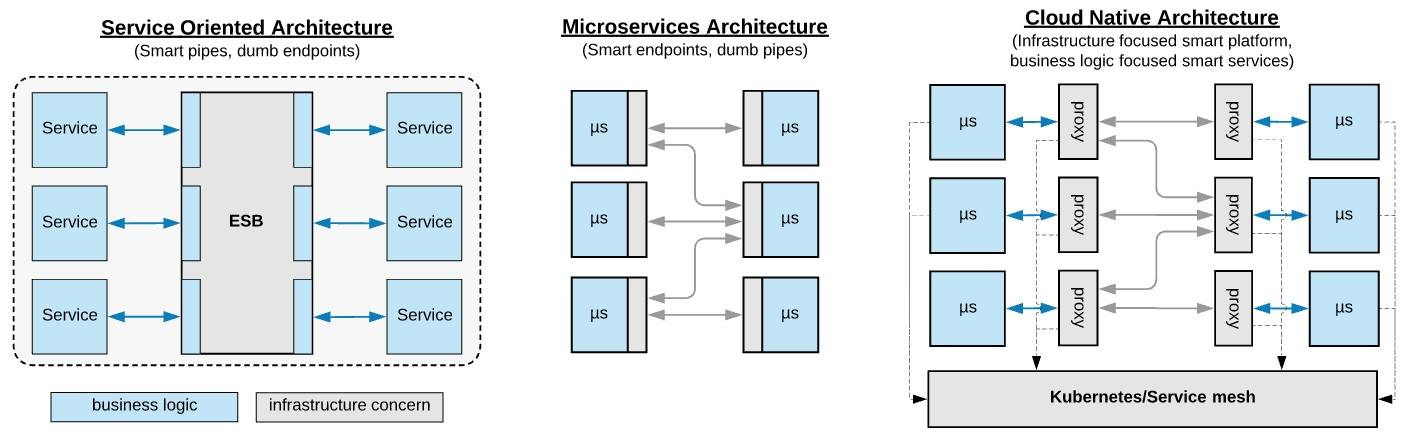 Service Oriented Architecture
(Smart pipes, dumb endpoints)
Service
Service
Service
ESB
Service
Service
Service
business logic
infrastructure concern
Microservices Architecture
(Smart endpoints, dumb pipes)
µs
µs
µs
µs
µs
µs
Cloud Native Architecture
(Infrastructure focused smart platform,
business logic focused smart services)
µs
proxy
proxy
µs
µs
proxy
proxy
µs
µs
proxy
proxy
µs
Kubernetes/Service mesh